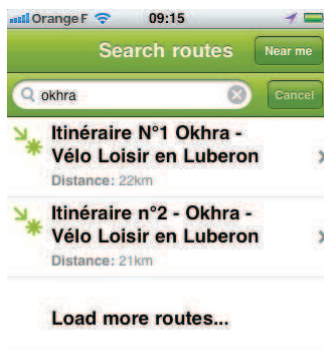 Orange F 09:15
Search routes Near me
okhra Cancel
Itinéraire N°1 Okhra -
Vélo Loisir en Luberon
Distance: 22km
Itinéraire n°2 - Okhra -
Vélo Loisir en Luberon
Distance: 21km
Load more routes...